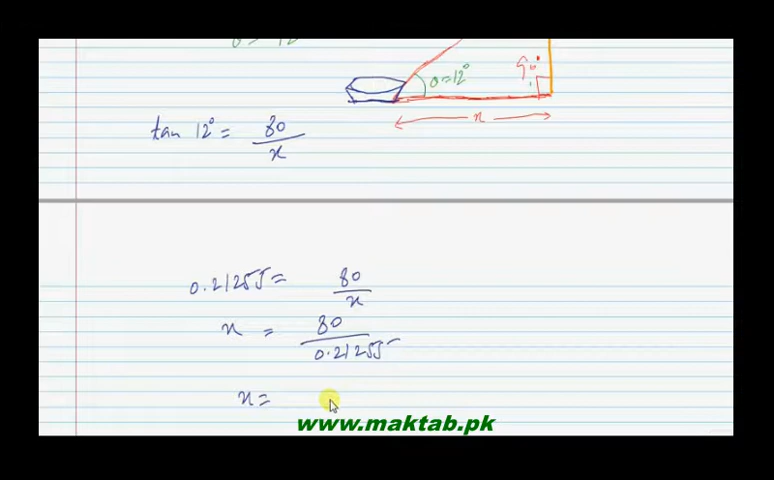 θ = 12°
90°
x
tan 12° = 80/x
0.21255 = 80/x
x = 80/0.21255
x =
www.maktab.pk